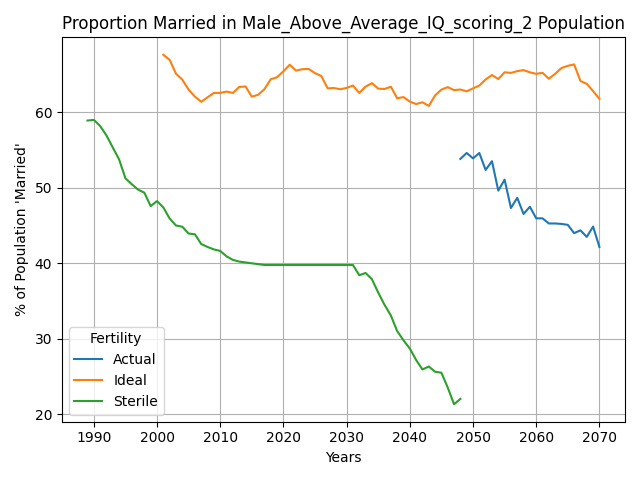 Proportion Married in Male_Above_Average_IQ_scoring_2 Population
% of Population 'Married'
60
50
40
30
20
Fertility
Actual
Ideal
Sterile
1990 2000 2010 2020 2030 2040 2050 2060 2070
Years